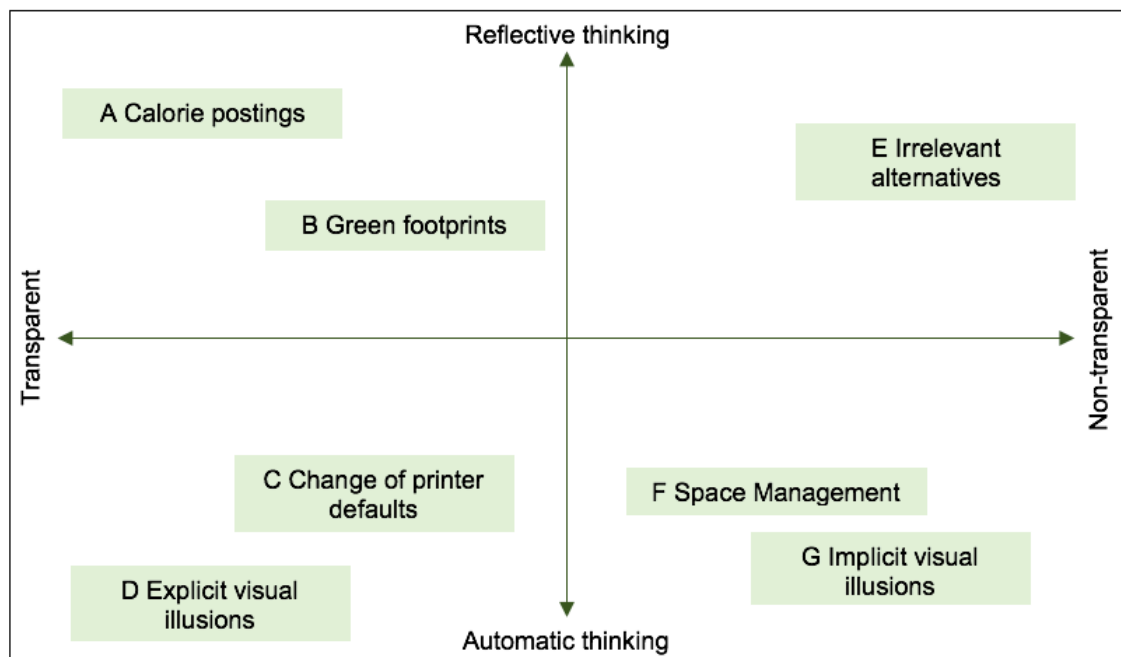 Reflective thinking
A Calorie postings
E Irrelevant
alternatives
B Green footprints
Transparent
Non-transparent
C Change of printer
defaults
F Space Management
G Implicit visual
illusions
D Explicit visual
illusions
Automatic thinking